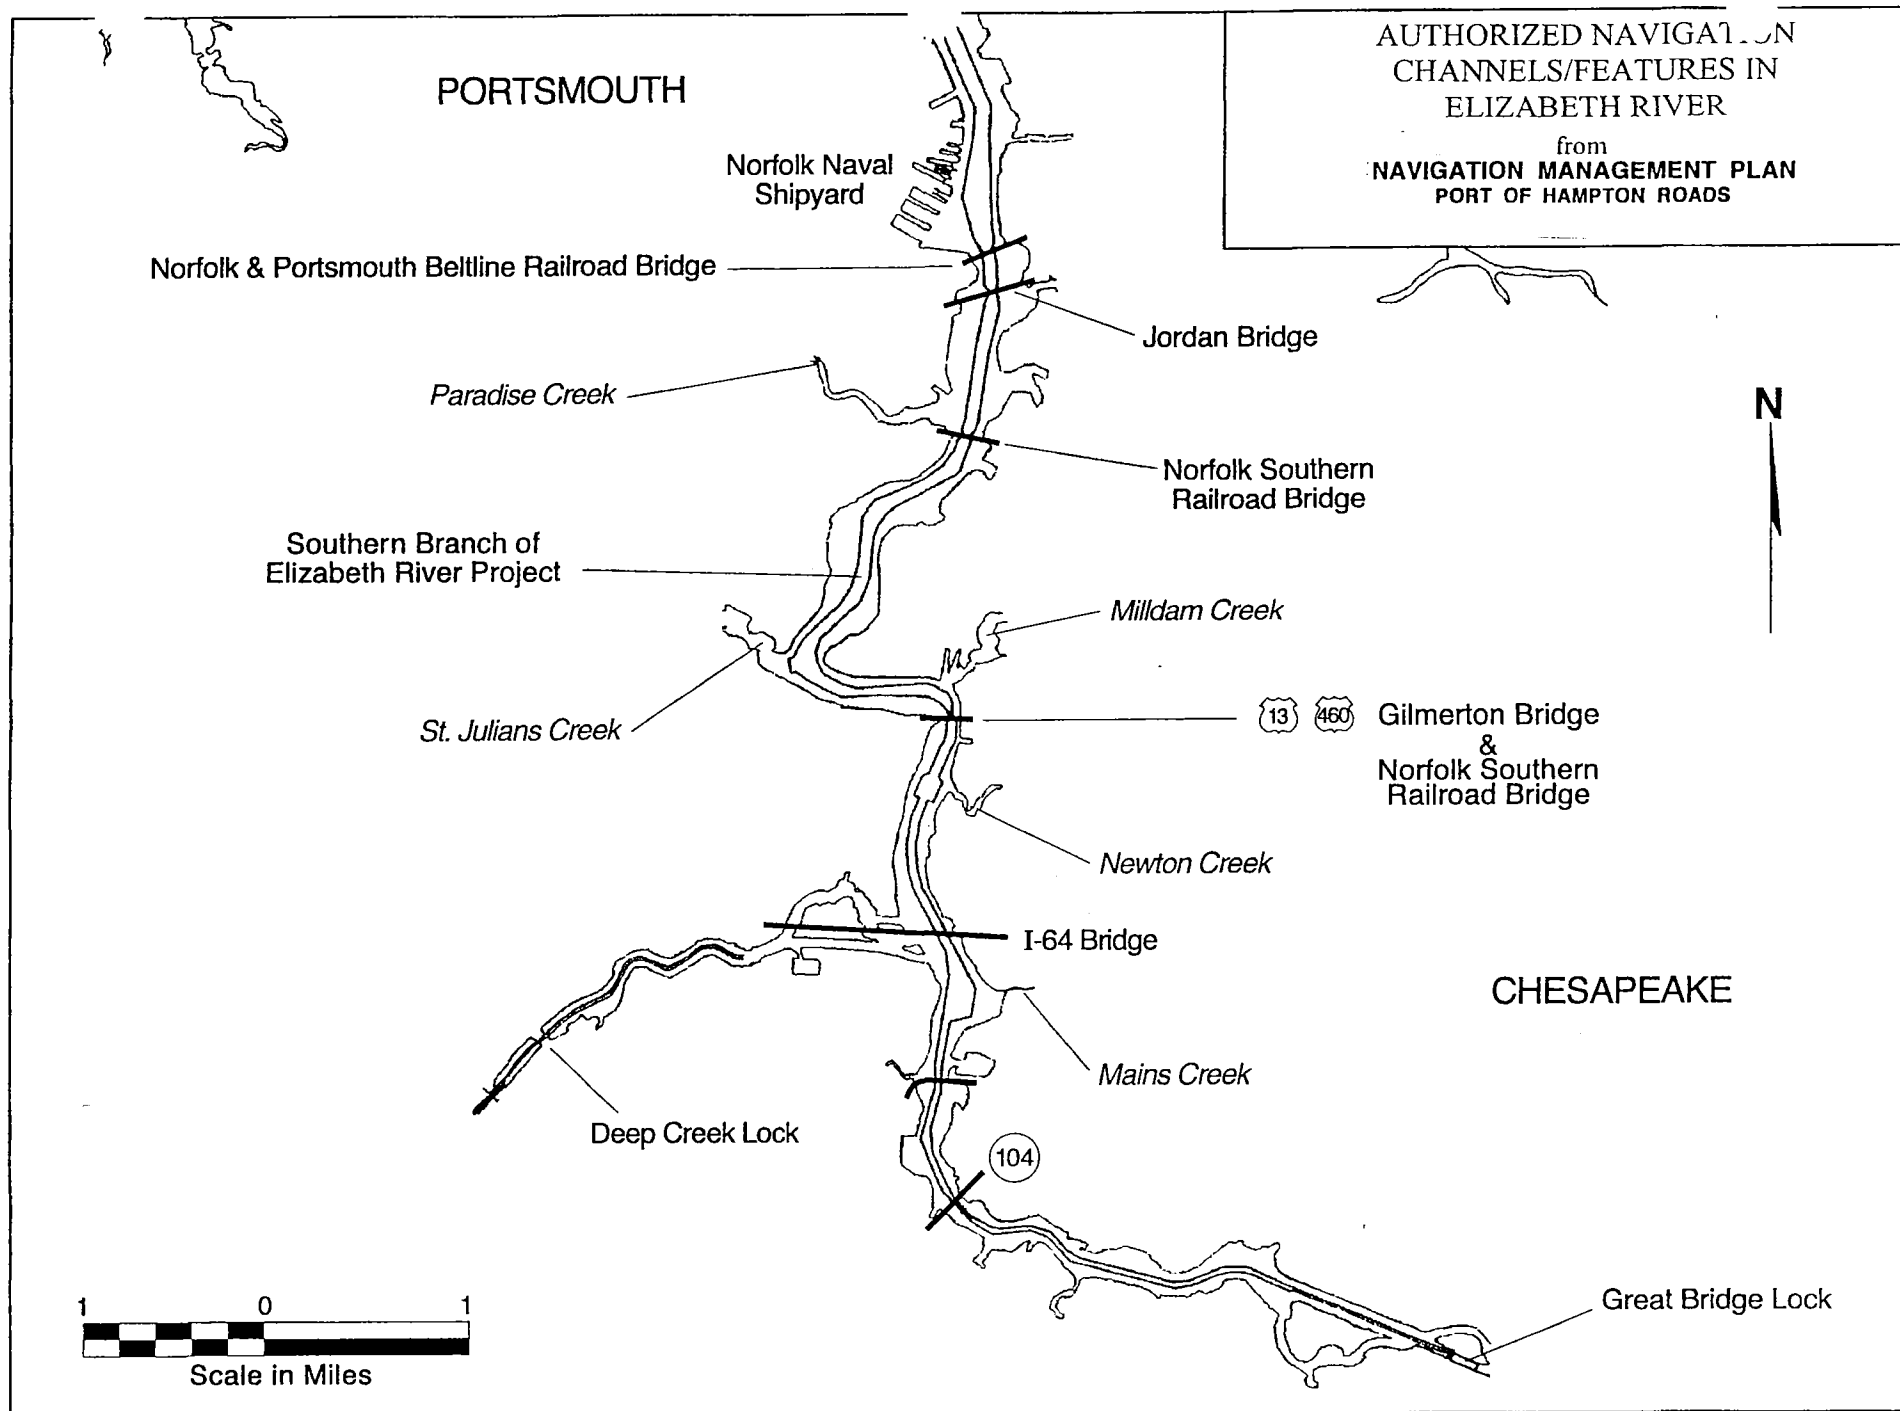 AUTHORIZED
CHANNELS/FEATURES IN
ELIZABETH RIVER
from
NAVIGATION MANAGEMENT PLAN
PORT OF HAMPTON ROADS
PORTSMOUTH
Norfolk Naval
Shipyard
Norfolk & Portsmouth Beltline Railroad Bridge
Jordan Bridge
Paradise Creek
N
Norfolk Southern
Railroad Bridge
Southern Branch of
Elizabeth River Project
Milldam Creek
St. Julians Creek
13 460 Gilmerton Bridge
&
Norfolk Southern
Railroad Bridge
Newton Creek
I-64 Bridge
CHESAPEAKE
Mains Creek
Deep Creek Lock
104
Great Bridge Lock
1 0 1
Scale in Miles